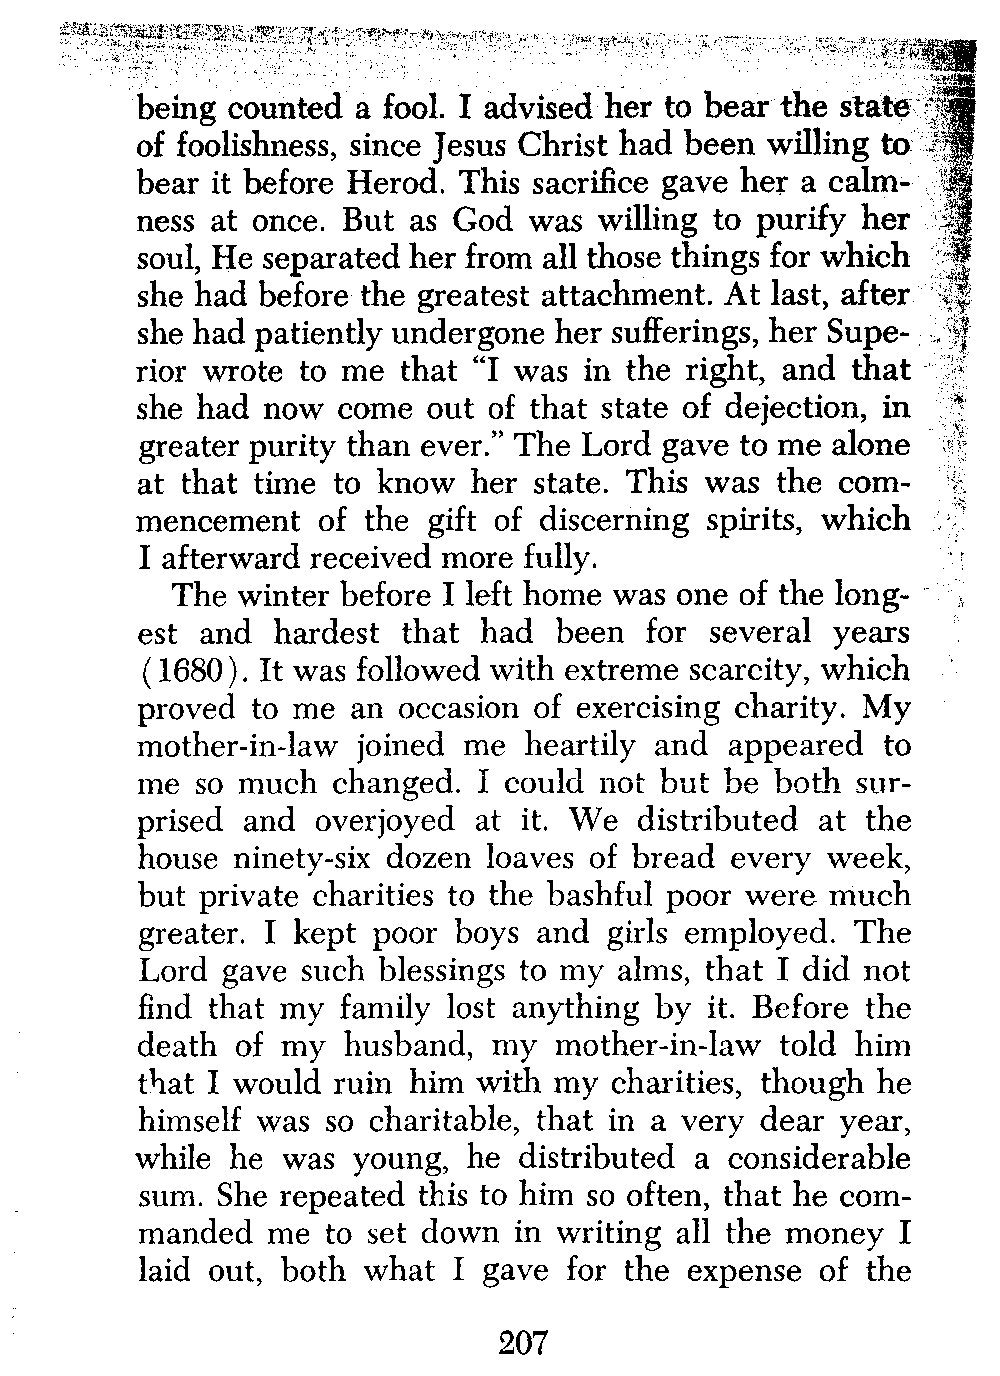 being counted a fool. I advised her to bear the state
of foolishness, since Jesus Christ had been willing to
bear it before Herod. This sacrifice gave her a calm-
ness at once. But as God was willing to purify her
soul, He separated her from all those things for which
she had before the greatest attachment. At last, after
she had patiently undergone her sufferings, her Supe-
rior wrote to me that “I was in the right, and that
she had now come out of that state of dejection, in
greater purity than ever.” The Lord gave to me alone
at that time to know her state. This was the com-
mencement of the gift of discerning spirits, which
I afterward received more fully.
The winter before I left home was one of the long-
est and hardest that had been for several years
(1680). It was followed with extreme scarcity, which
proved to me an occasion of exercising charity. My
mother-in-law joined me heartily and appeared to
me so much changed. I could not but be both sur-
prised and overjoyed at it. We distributed at the
house ninety-six dozen loaves of bread every week,
but private charities to the bashful poor were much
greater. I kept poor boys and girls employed. The
Lord gave such blessings to my alms, that I did not
find that my family lost anything by it. Before the
death of my husband, my mother-in-law told him
that I would ruin him with my charities, though he
himself was so charitable, that in a very dear year,
while he was young, he distributed a considerable
sum. She repeated this to him so often, that he com-
manded me to set down in writing all the money I
laid out, both what I gave for the expense of the
207